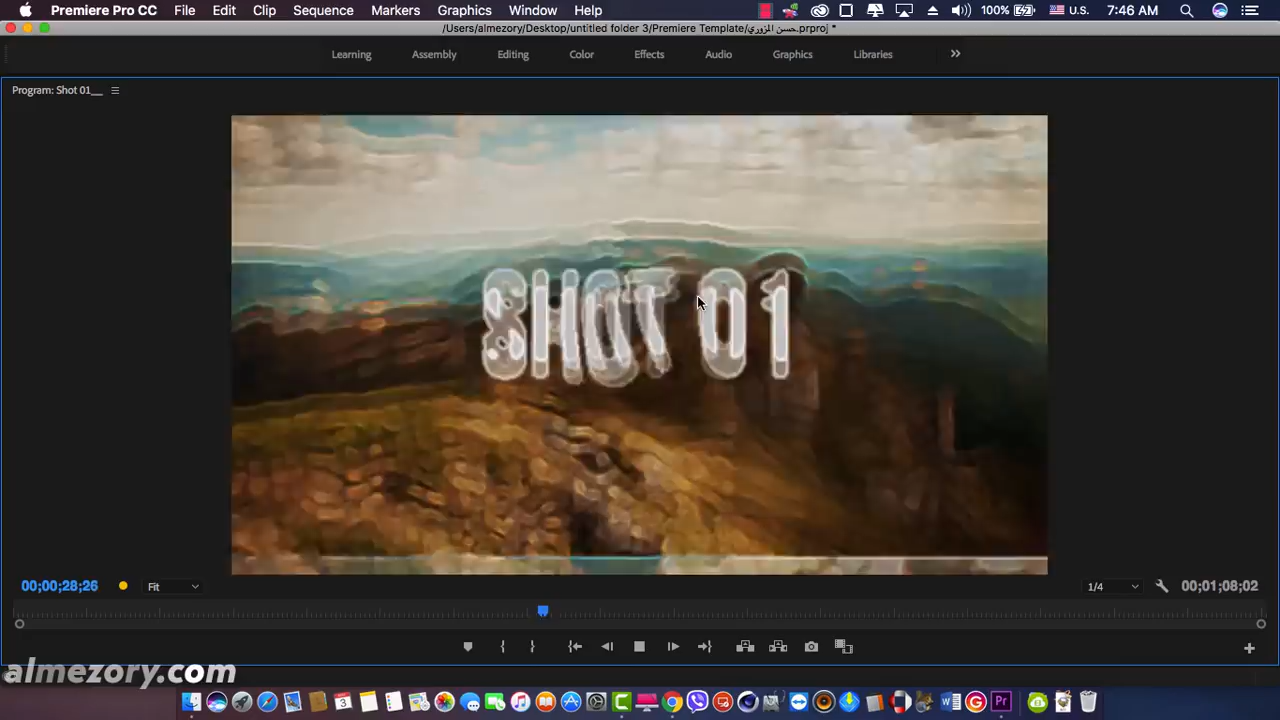 Premiere Pro CC File Edit Clip Sequence Markers Graphics Window Help 100% U.S. 7:46 AM
/Users/almezory/Desktop/untitled folder 3/Premiere Template/حسن المزوري.prproj *
Learning Assembly Editing Color Effects Audio Graphics Libraries
Program: Shot 01__
SHOT 01
00;00;28;26 Fit 1/4 00;01;08;02
almezory.com
3 W Pr